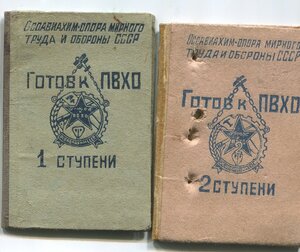 Осоавиахим-опора мирного
труда и обороны СССР
Готов к ПВХО
1 ступени
Осоавиахим-опора мирного
труда и обороны СССР
Готов к ПВХО
2 ступени